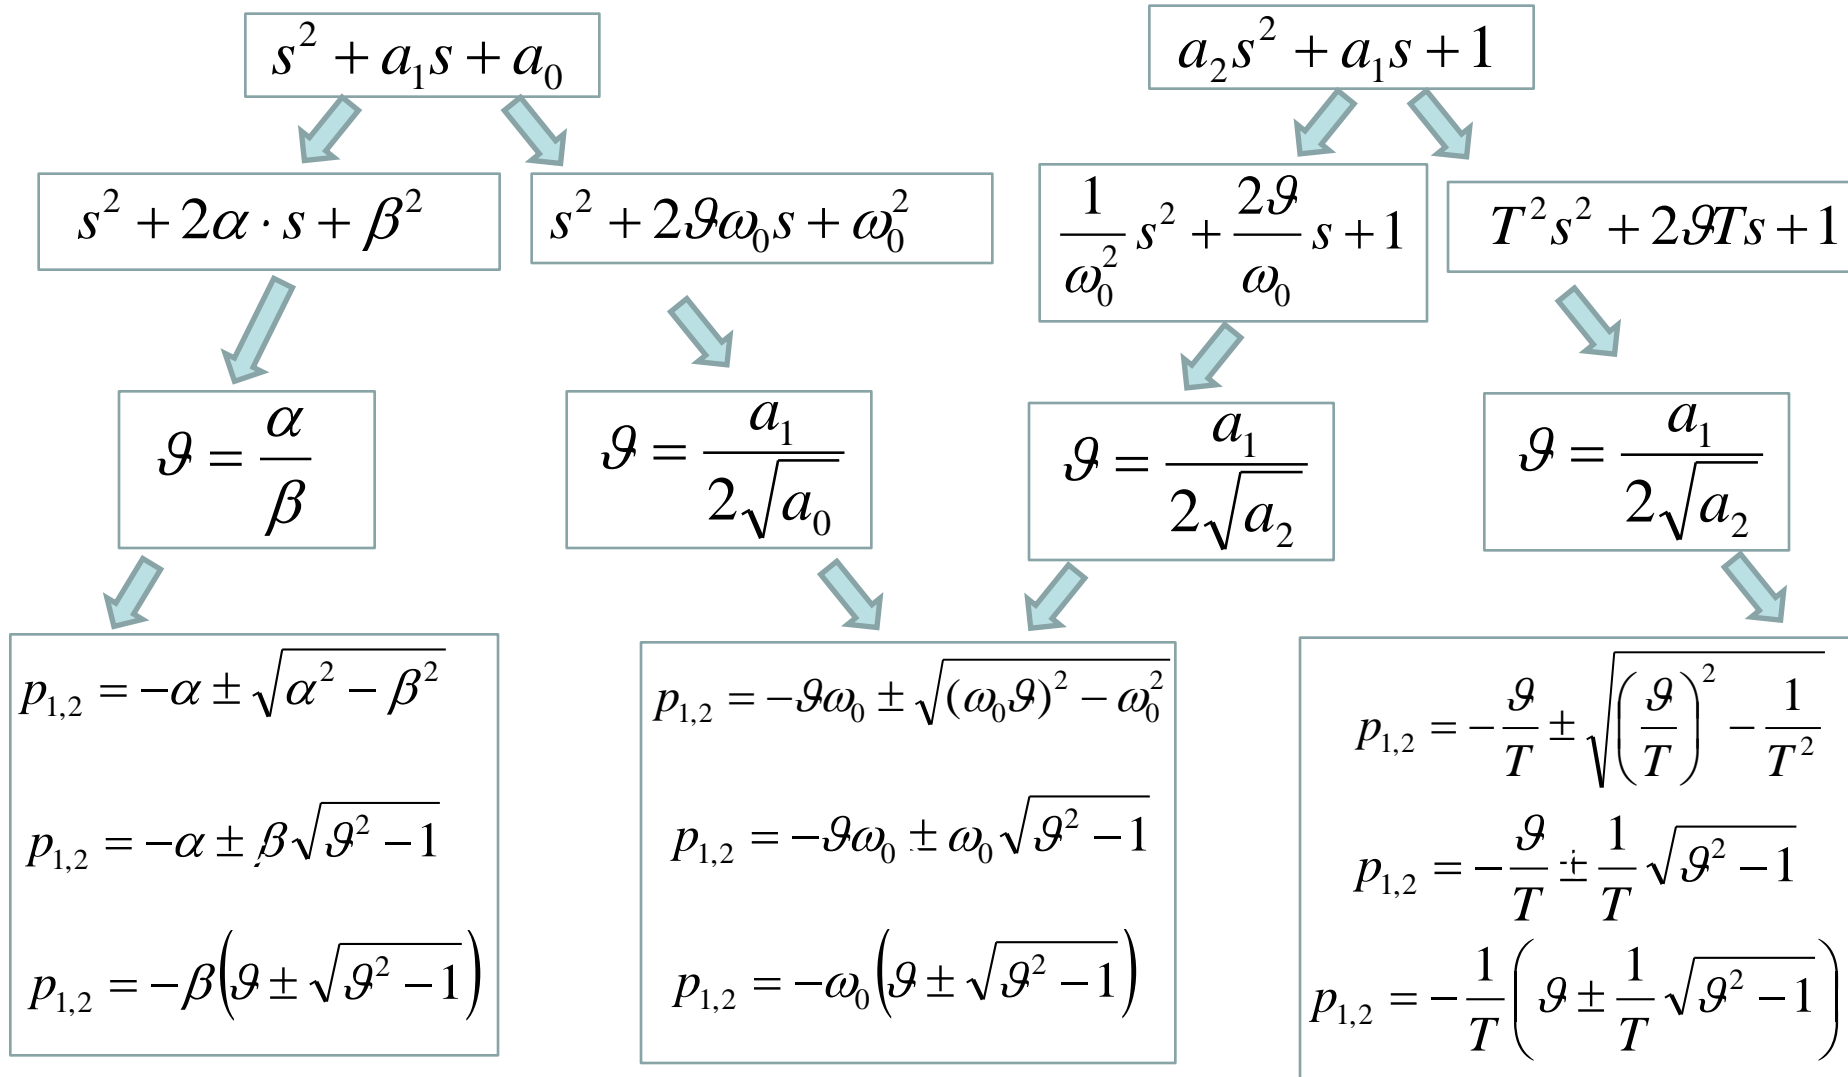 s² + a₁s + a₀
a₂s² + a₁s + 1
s² + 2α · s + β²
s² + 2ϑω₀s + ω₀²
1/ω₀² s² + 2ϑ/ω₀ s + 1
T²s² + 2ϑTs + 1
ϑ = α/β
ϑ = a₁/(2√a₀)
ϑ = a₁/(2√a₂)
ϑ = a₁/(2√a₂)
p₁,₂ = −α ± √(α² − β²)
p₁,₂ = −α ± β√(ϑ² − 1)
p₁,₂ = −β(ϑ ± √(ϑ² − 1))
p₁,₂ = −ϑω₀ ± √((ω₀ϑ)² − ω₀²)
p₁,₂ = −ϑω₀ ± ω₀√(ϑ² − 1)
p₁,₂ = −ω₀(ϑ ± √(ϑ² − 1))
p₁,₂ = −ϑ/T ± √((ϑ/T)² − 1/T²)
p₁,₂ = −ϑ/T ± 1/T √(ϑ² − 1)
p₁,₂ = −1/T (ϑ ± 1/T √(ϑ² − 1))